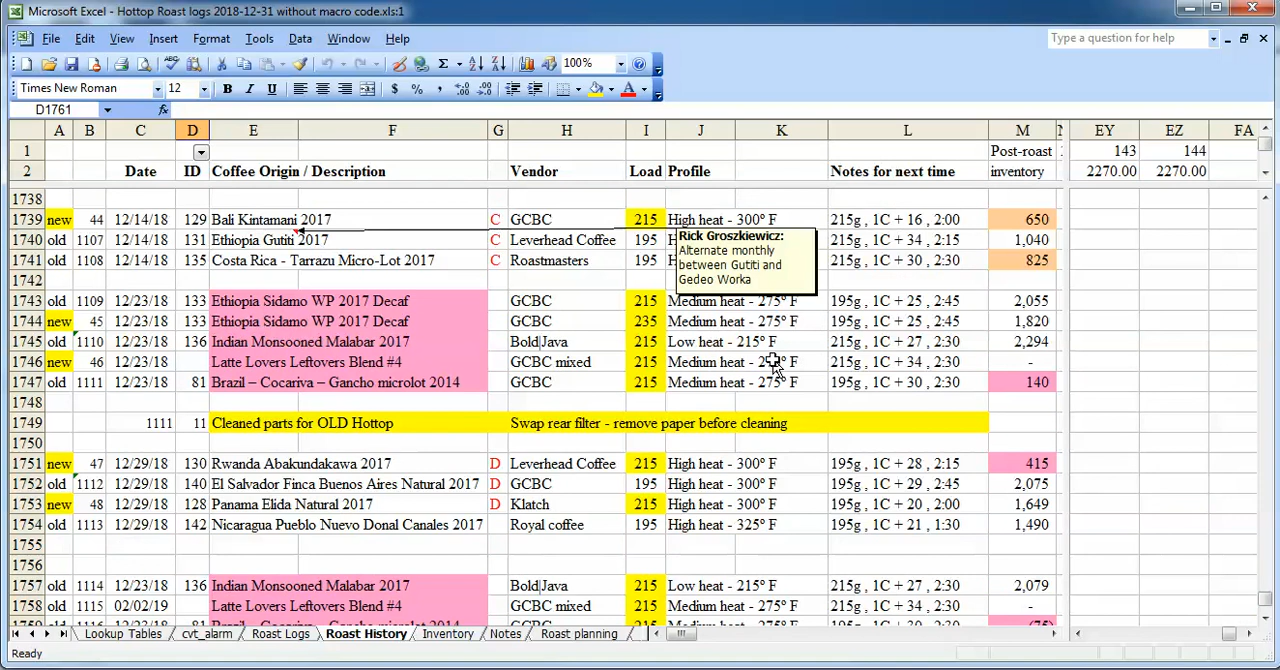 Microsoft Excel - Hottop Roast logs 2018-12-31 without macro code.xls:1
File Edit View Insert Format Tools Data Window Help Type a question for help
100%
Times New Roman 12 B I U $ % ,
D1761 fx
A B C D E F G H I J K L M N EY EZ FA
1 Post-roast 143 144
2 Date ID Coffee Origin / Description Vendor Load Profile Notes for next time inventory 2270.00 2270.00
1738
1739 new 44 12/14/18 129 Bali Kintamani 2017 C GCBC 215 High heat - 300º F 215g, 1C + 16 , 2:00 650
1740 old 1107 12/14/18 131 Ethiopia Gutiti 2017 C Leverhead Coffee 195 H 215g, 1C + 34 , 2:15 1,040
1741 old 1108 12/14/18 135 Costa Rica - Tarrazu Micro-Lot 2017 C Roastmasters 195 H 215g, 1C + 30 , 2:30 825
Rick Groszkiewicz:
Alternate monthly
between Gutiti and
Gedeo Worka
1742
1743 old 1109 12/23/18 133 Ethiopia Sidamo WP 2017 Decaf GCBC 215 Medium heat - 275º F 195g, 1C + 25 , 2:45 2,055
1744 new 45 12/23/18 133 Ethiopia Sidamo WP 2017 Decaf GCBC 235 Medium heat - 275º F 195g, 1C + 25 , 2:45 1,820
1745 old 1110 12/23/18 136 Indian Monsooned Malabar 2017 Bold Java 215 Low heat - 215º F 215g, 1C + 27 , 2:30 2,294
1746 new 46 12/23/18 Latte Lovers Leftovers Blend #4 GCBC mixed 215 Medium heat - F 215g, 1C + 34 , 2:30 -
1747 old 1111 12/23/18 81 Brazil – Cocariva – Gancho microlot 2014 GCBC 215 Medium heat - 275º F 195g, 1C + 30 , 2:30 140
1748
1749 1111 11 Cleaned parts for OLD Hottop Swap rear filter - remove paper before cleaning
1750
1751 new 47 12/29/18 130 Rwanda Abakundakawa 2017 D Leverhead Coffee 215 High heat - 300º F 195g, 1C + 28 , 2:15 415
1752 old 1112 12/29/18 140 El Salvador Finca Buenos Aires Natural 2017 GCBC 195 High heat - 300º F 195g, 1C + 29 , 2:45 2,075
1753 new 48 12/29/18 128 Panama Elida Natural 2017 D Klatch 215 High heat - 300º F 195g, 1C + 20 , 2:00 1,649
1754 old 1113 12/29/18 142 Nicaragua Pueblo Nuevo Donal Canales 2017 Royal coffee 195 High heat - 325º F 195g, 1C + 21 , 1:30 1,490
1755
1756
1757 old 1114 12/23/18 136 Indian Monsooned Malabar 2017 Bold Java 215 Low heat - 215º F 215g, 1C + 27 , 2:30 2,079
1758 old 1115 02/02/19 Latte Lovers Leftovers Blend #4 GCBC mixed 215 Medium heat - 275º F 215g, 1C + 34 , 2:30 -
Lookup Tables cvt_alarm Roast Logs Roast History Inventory Notes Roast planning
Ready